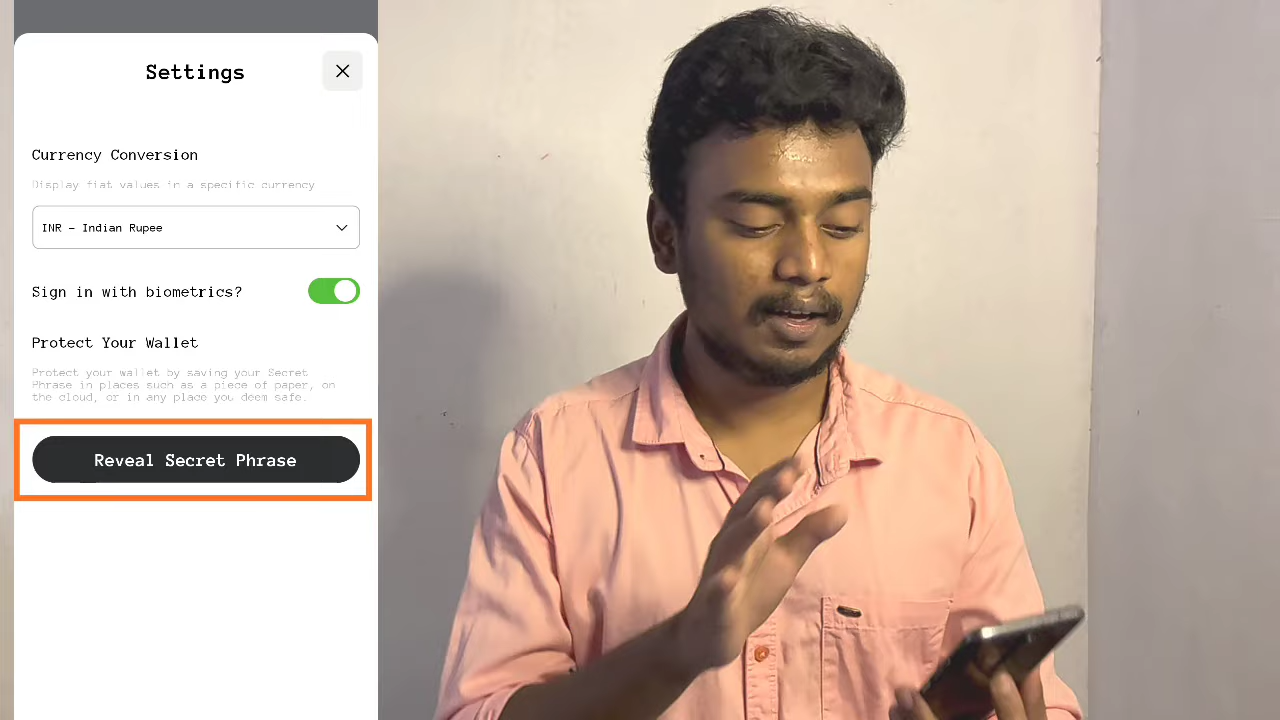 Settings
Currency Conversion
Display fiat values in a specific currency
INR - Indian Rupee
Sign in with biometrics?
Protect Your Wallet
Protect your wallet by saving your Secret
Phrase in places such as a piece of paper, on
the cloud, or in any place you deem safe.
Reveal Secret Phrase